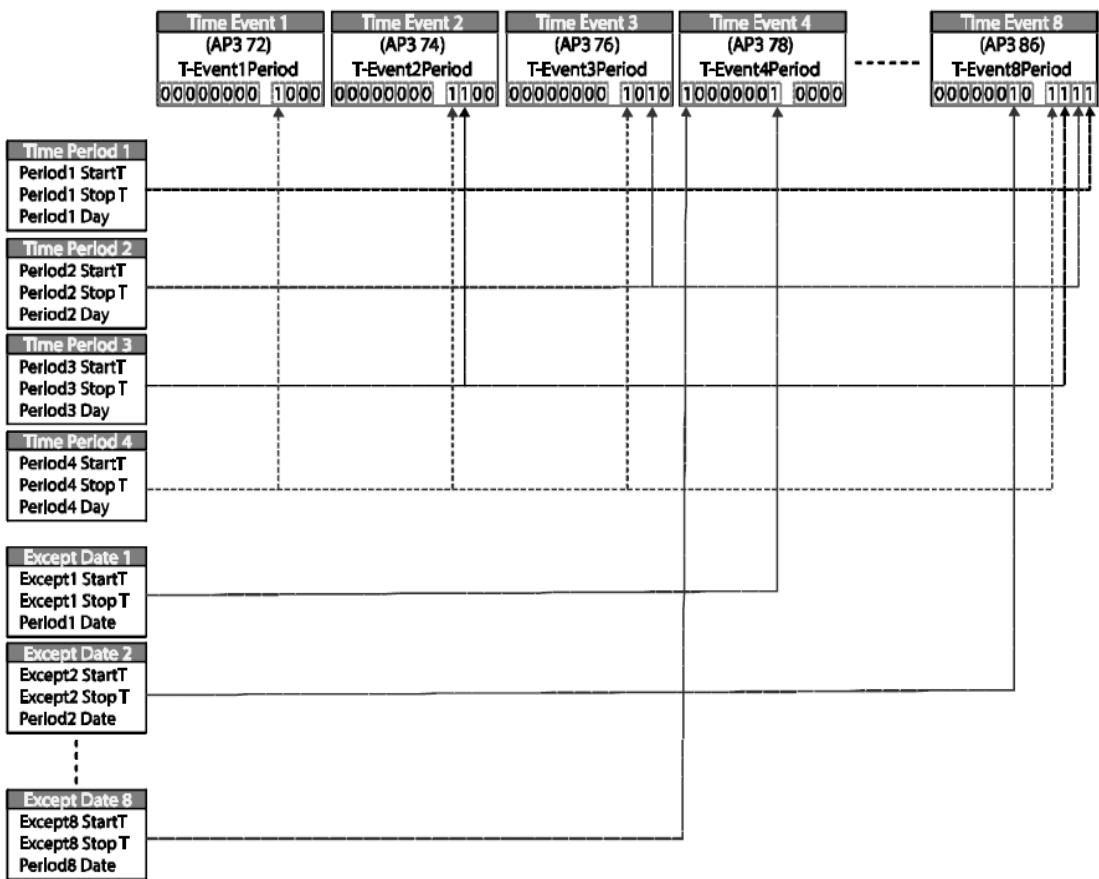 Time Event 1
(AP3 72)
T-Event1Period
00000000 1000
Time Event 2
(AP3 74)
T-Event2Period
00000000 1100
Time Event 3
(AP3 76)
T-Event3Period
00000000 1010
Time Event 4
(AP3 78)
T-Event4Period
10000001 0000
Time Event 8
(AP3 86)
T-Event8Period
00000010 1111
Time Period 1
Period1 StartT
Period1 Stop T
Period1 Day
Time Period 2
Period2 StartT
Period2 Stop T
Period2 Day
Time Period 3
Period3 StartT
Period3 Stop T
Period3 Day
Time Period 4
Period4 StartT
Period4 Stop T
Period4 Day
Except Date 1
Except1 StartT
Except1 Stop T
Period1 Date
Except Date 2
Except2 StartT
Except2 Stop T
Period2 Date
Except Date 8
Except8 StartT
Except8 Stop T
Period8 Date